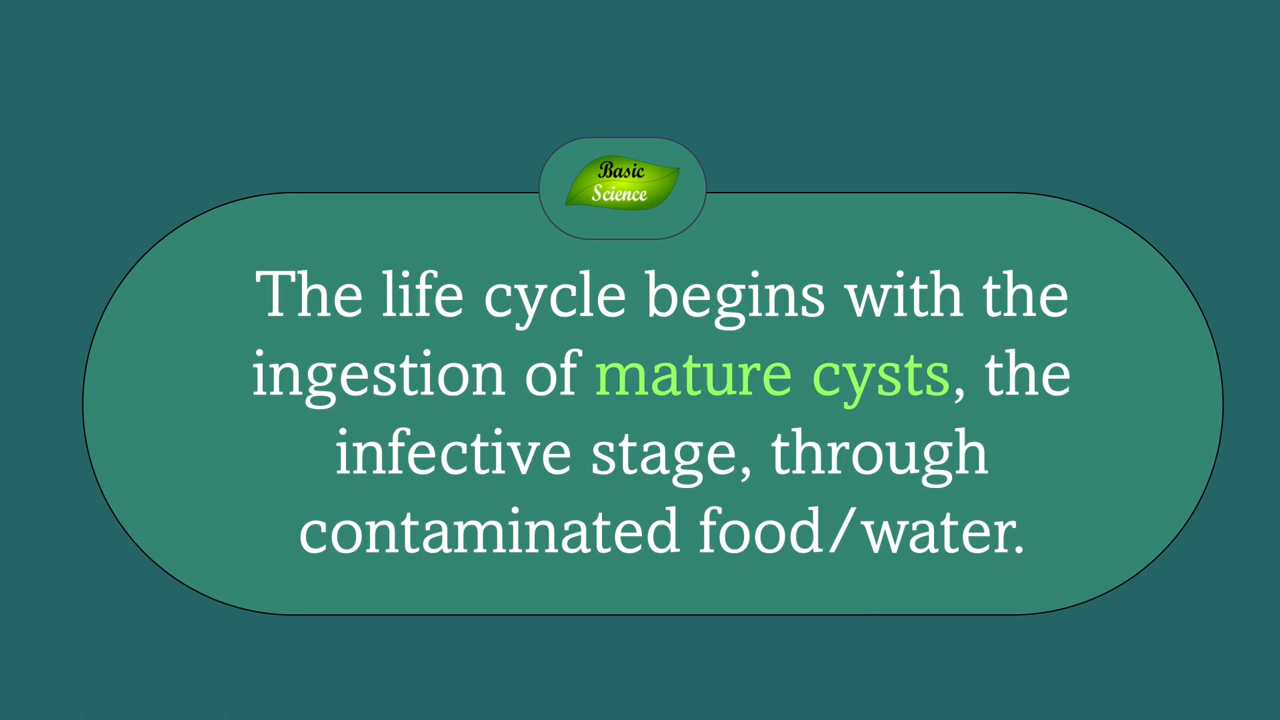 Basic
Science
The life cycle begins with the
ingestion of mature cysts, the
infective stage, through
contaminated food/water.